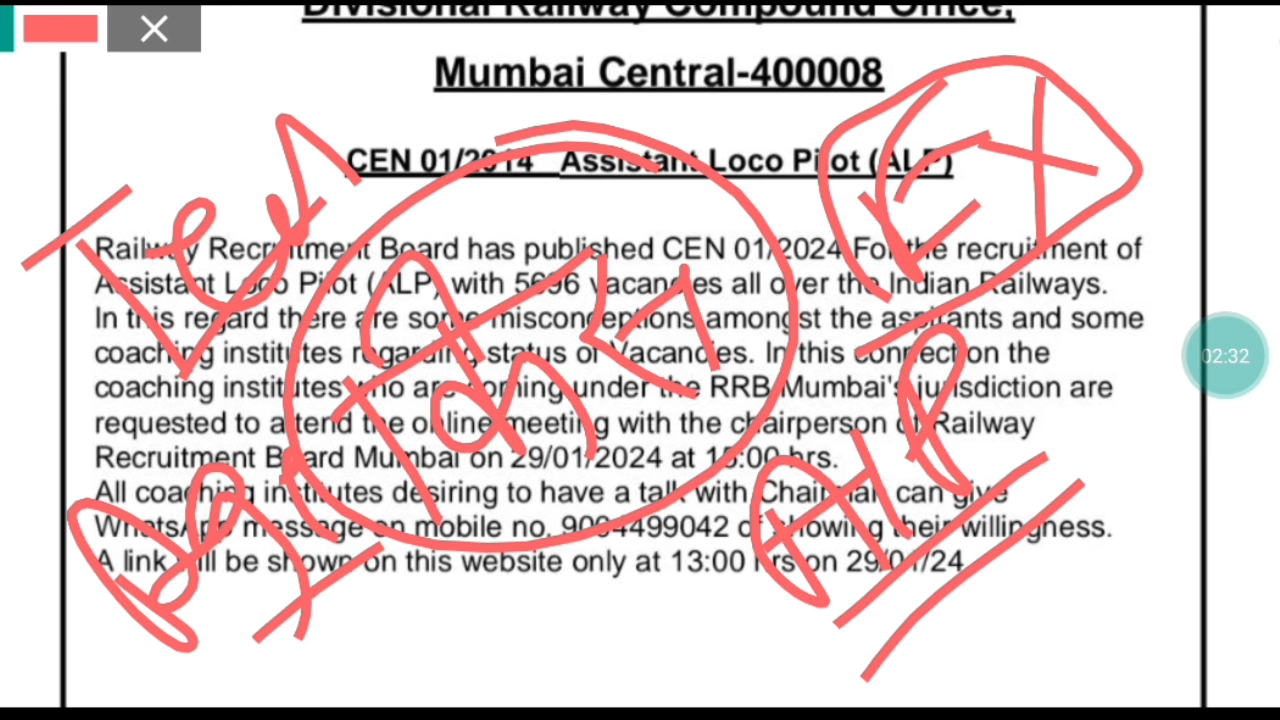 Divisional Railway Compound Office,
Mumbai Central-400008
CEN 01/2014 Assistant Loco Pilot (ALP)
Railway Recruitment Board has published CEN 01/2024 For the recruitment of
Assistant Loco Pilot (ALP) with 5696 vacancies all over the Indian Railways.
In this regard there are some misconceptions amongst the aspirants and some
coaching institutes regarding status of Vacancies. In this connection the
coaching institutes who are coming under the RRB Mumbai's jurisdiction are
requested to attend the online meeting with the chairperson of Railway
Recruitment Board Mumbai on 29/01/2024 at 15:00 hrs.
All coaching institutes desiring to have a talk with Chairman can give
WhatsApp message on mobile no. 9004499042 of showing their willingness.
A link will be shown on this website only at 13:00 hrs on 29/01/24
02:32